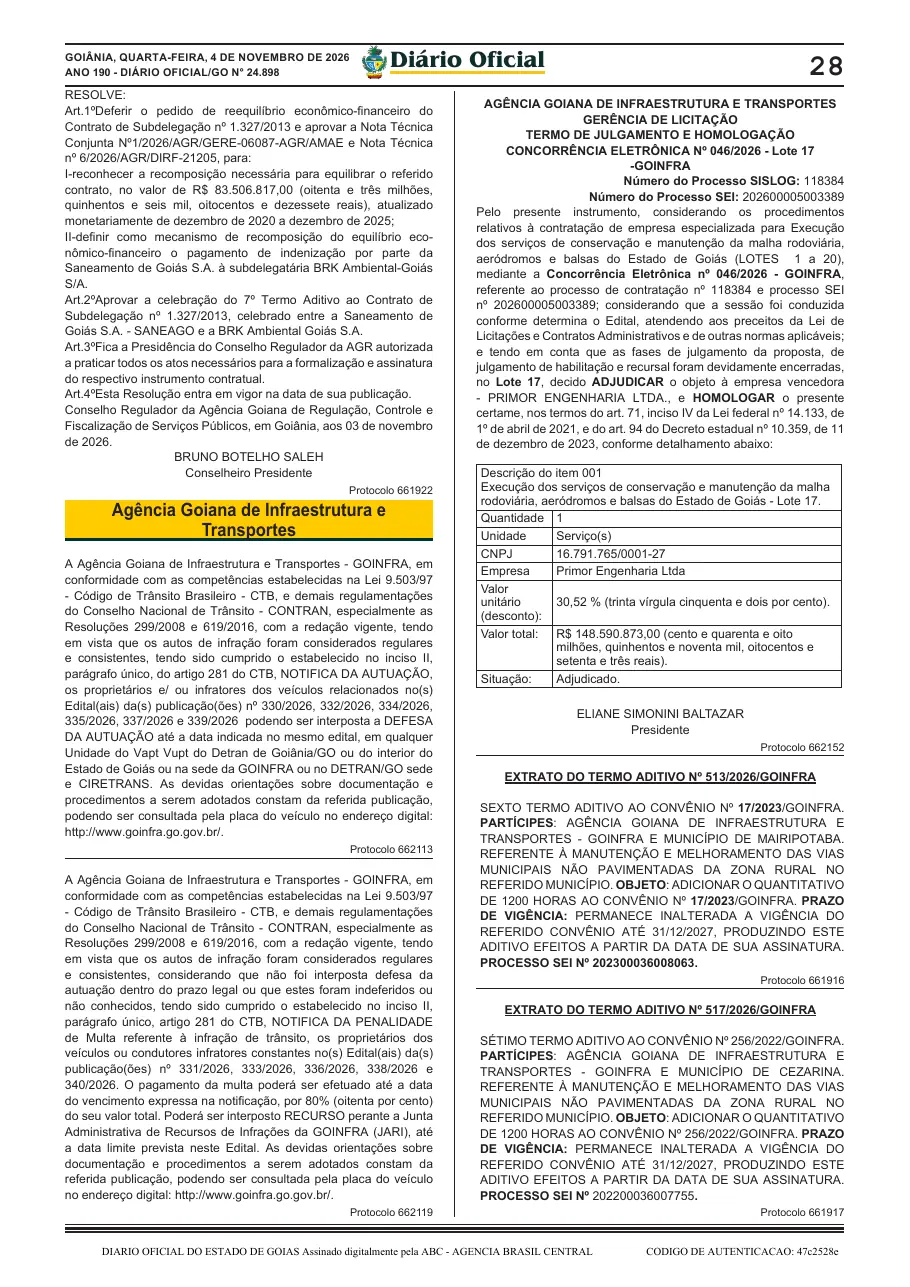 GOIÂNIA, QUARTA-FEIRA, 4 DE NOVEMBRO DE 2026
ANO 190 - DIÁRIO OFICIAL/GO N° 24.898
Diário Oficial
28
RESOLVE:
Art.1ºDeferir o pedido de reequilíbrio econômico-financeiro do
Contrato de Subdelegação nº 1.327/2013 e aprovar a Nota Técnica
Conjunta Nº1/2026/AGR/GERE-06087-AGR/AMAE e Nota Técnica
nº 6/2026/AGR/DIRF-21205, para:
I-reconhecer a recomposição necessária para equilibrar o referido
contrato, no valor de R$ 83.506.817,00 (oitenta e três milhões,
quinhentos e seis mil, oitocentos e dezessete reais), atualizado
monetariamente de dezembro de 2020 a dezembro de 2025;
II-definir como mecanismo de recomposição do equilíbrio eco-
nômico-financeiro o pagamento de indenização por parte da
Saneamento de Goiás S.A. à subdelegatária BRK Ambiental-Goiás
S/A.
Art.2ºAprovar a celebração do 7º Termo Aditivo ao Contrato de
Subdelegação nº 1.327/2013, celebrado entre a Saneamento de
Goiás S.A. - SANEAGO e a BRK Ambiental Goiás S.A.
Art.3ºFica a Presidência do Conselho Regulador da AGR autorizada
a praticar todos os atos necessários para a formalização e assinatura
do respectivo instrumento contratual.
Art.4ºEsta Resolução entra em vigor na data de sua publicação.
Conselho Regulador da Agência Goiana de Regulação, Controle e
Fiscalização de Serviços Públicos, em Goiânia, aos 03 de novembro
de 2026.
BRUNO BOTELHO SALEH
Conselheiro Presidente
Protocolo 661922
Agência Goiana de Infraestrutura e
Transportes
A Agência Goiana de Infraestrutura e Transportes - GOINFRA, em
conformidade com as competências estabelecidas na Lei 9.503/97
- Código de Trânsito Brasileiro - CTB, e demais regulamentações
do Conselho Nacional de Trânsito - CONTRAN, especialmente as
Resoluções 299/2008 e 619/2016, com a redação vigente, tendo
em vista que os autos de infração foram considerados regulares
e consistentes, tendo sido cumprido o estabelecido no inciso II,
parágrafo único, do artigo 281 do CTB, NOTIFICA DA AUTUAÇÃO,
os proprietários e/ ou infratores dos veículos relacionados no(s)
Edital(ais) da(s) publicação(ões) nº 330/2026, 332/2026, 334/2026,
335/2026, 337/2026 e 339/2026 podendo ser interposta a DEFESA
DA AUTUAÇÃO até a data indicada no mesmo edital, em qualquer
Unidade do Vapt Vupt do Detran de Goiânia/GO ou do interior do
Estado de Goiás ou na sede da GOINFRA ou no DETRAN/GO sede
e CIRETRANS. As devidas orientações sobre documentação e
procedimentos a serem adotados constam da referida publicação,
podendo ser consultada pela placa do veículo no endereço digital:
http://www.goinfra.go.gov.br/.
Protocolo 662113
A Agência Goiana de Infraestrutura e Transportes - GOINFRA, em
conformidade com as competências estabelecidas na Lei 9.503/97
- Código de Trânsito Brasileiro - CTB, e demais regulamentações
do Conselho Nacional de Trânsito - CONTRAN, especialmente as
Resoluções 299/2008 e 619/2016, com a redação vigente, tendo
em vista que os autos de infração foram considerados regulares
e consistentes, considerando que não foi interposta defesa da
autuação dentro do prazo legal ou que estes foram indeferidos ou
não conhecidos, tendo sido cumprido o estabelecido no inciso II,
parágrafo único, artigo 281 do CTB, NOTIFICA DA PENALIDADE
de Multa referente à infração de trânsito, os proprietários dos
veículos ou condutores infratores constantes no(s) Edital(ais) da(s)
publicação(ões) nº 331/2026, 333/2026, 336/2026, 338/2026 e
340/2026. O pagamento da multa poderá ser efetuado até a data
do vencimento expressa na notificação, por 80% (oitenta por cento)
do seu valor total. Poderá ser interposto RECURSO perante a Junta
Administrativa de Recursos de Infrações da GOINFRA (JARI), até
a data limite prevista neste Edital. As devidas orientações sobre
documentação e procedimentos a serem adotados constam da
referida publicação, podendo ser consultada pela placa do veículo
no endereço digital: http://www.goinfra.go.gov.br/.
Protocolo 662119
AGÊNCIA GOIANA DE INFRAESTRUTURA E TRANSPORTES
GERÊNCIA DE LICITAÇÃO
TERMO DE JULGAMENTO E HOMOLOGAÇÃO
CONCORRÊNCIA ELETRÔNICA Nº 046/2026 - Lote 17
-GOINFRA
Número do Processo SISLOG: 118384
Número do Processo SEI: 202600005003389
Pelo presente instrumento, considerando os procedimentos
relativos à contratação de empresa especializada para Execução
dos serviços de conservação e manutenção da malha rodoviária,
aeródromos e balsas do Estado de Goiás (LOTES 1 a 20),
mediante a Concorrência Eletrônica nº 046/2026 - GOINFRA,
referente ao processo de contratação nº 118384 e processo SEI
nº 202600005003389; considerando que a sessão foi conduzida
conforme determina o Edital, atendendo aos preceitos da Lei de
Licitações e Contratos Administrativos e de outras normas aplicáveis;
e tendo em conta que as fases de julgamento da proposta, de
julgamento de habilitação e recursal foram devidamente encerradas,
no Lote 17, decido ADJUDICAR o objeto à empresa vencedora
- PRIMOR ENGENHARIA LTDA., e HOMOLOGAR o presente
certame, nos termos do art. 71, inciso IV da Lei federal nº 14.133, de
1º de abril de 2021, e do art. 94 do Decreto estadual nº 10.359, de 11
de dezembro de 2023, conforme detalhamento abaixo:
Descrição do item 001
Execução dos serviços de conservação e manutenção da malha
rodoviária, aeródromos e balsas do Estado de Goiás - Lote 17.
Quantidade 1
Unidade Serviço(s)
CNPJ 16.791.765/0001-27
Empresa Primor Engenharia Ltda
Valor
unitário
(desconto):
30,52 % (trinta vírgula cinquenta e dois por cento).
Valor total: R$ 148.590.873,00 (cento e quarenta e oito
milhões, quinhentos e noventa mil, oitocentos e
setenta e três reais).
Situação: Adjudicado.
ELIANE SIMONINI BALTAZAR
Presidente
Protocolo 662152
EXTRATO DO TERMO ADITIVO Nº 513/2026/GOINFRA
SEXTO TERMO ADITIVO AO CONVÊNIO Nº 17/2023/GOINFRA.
PARTÍCIPES: AGÊNCIA GOIANA DE INFRAESTRUTURA E
TRANSPORTES - GOINFRA E MUNICÍPIO DE MAIRIPOTABA.
REFERENTE À MANUTENÇÃO E MELHORAMENTO DAS VIAS
MUNICIPAIS NÃO PAVIMENTADAS DA ZONA RURAL NO
REFERIDO MUNICÍPIO. OBJETO: ADICIONAR O QUANTITATIVO
DE 1200 HORAS AO CONVÊNIO Nº 17/2023/GOINFRA. PRAZO
DE VIGÊNCIA: PERMANECE INALTERADA A VIGÊNCIA DO
REFERIDO CONVÊNIO ATÉ 31/12/2027, PRODUZINDO ESTE
ADITIVO EFEITOS A PARTIR DA DATA DE SUA ASSINATURA.
PROCESSO SEI Nº 202300036008063.
Protocolo 661916
EXTRATO DO TERMO ADITIVO Nº 517/2026/GOINFRA
SÉTIMO TERMO ADITIVO AO CONVÊNIO Nº 256/2022/GOINFRA.
PARTÍCIPES: AGÊNCIA GOIANA DE INFRAESTRUTURA E
TRANSPORTES - GOINFRA E MUNICÍPIO DE CEZARINA.
REFERENTE À MANUTENÇÃO E MELHORAMENTO DAS VIAS
MUNICIPAIS NÃO PAVIMENTADAS DA ZONA RURAL NO
REFERIDO MUNICÍPIO. OBJETO: ADICIONAR O QUANTITATIVO
DE 1200 HORAS AO CONVÊNIO Nº 256/2022/GOINFRA. PRAZO
DE VIGÊNCIA: PERMANECE INALTERADA A VIGÊNCIA DO
REFERIDO CONVÊNIO ATÉ 31/12/2027, PRODUZINDO ESTE
ADITIVO EFEITOS A PARTIR DA DATA DE SUA ASSINATURA.
PROCESSO SEI Nº 202200036007755.
Protocolo 661917
DIARIO OFICIAL DO ESTADO DE GOIAS Assinado digitalmente pela ABC - AGENCIA BRASIL CENTRAL CODIGO DE AUTENTICACAO: 47c2528e